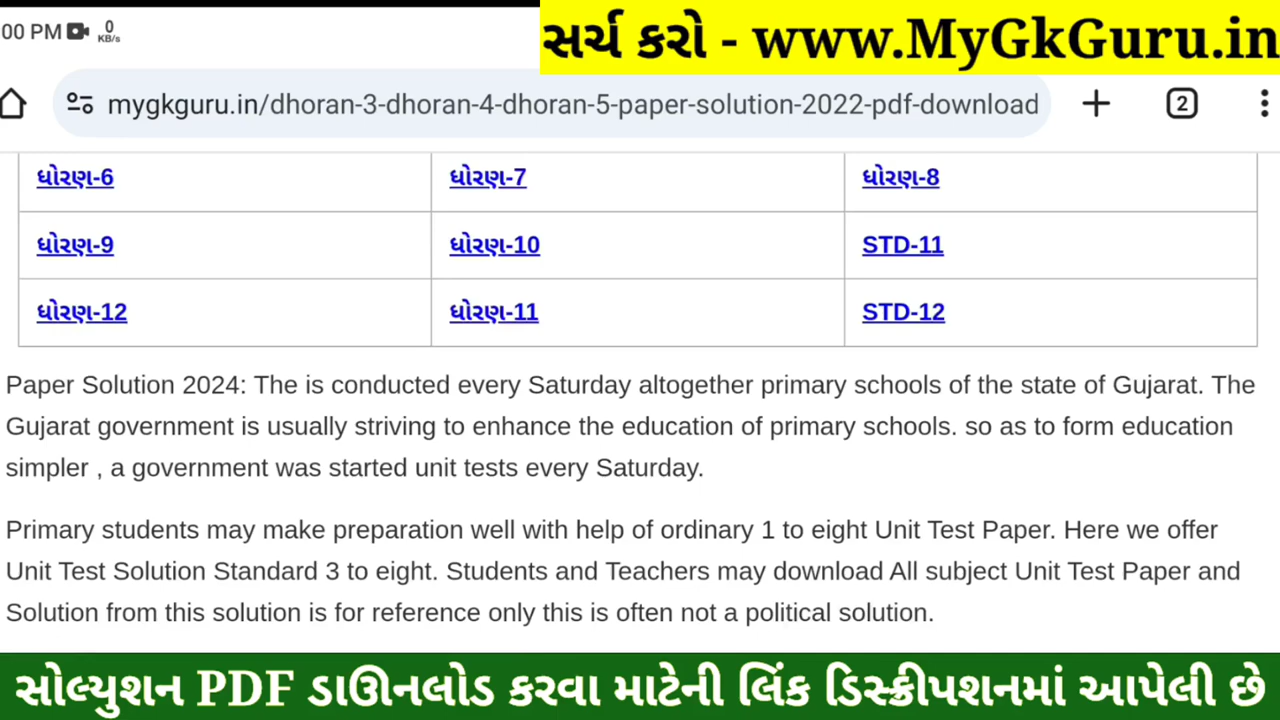 00 PM 0 KB/s
સર્ચ કરો - www.MyGkGuru.in
mygkguru.in/dhoran-3-dhoran-4-dhoran-5-paper-solution-2022-pdf-download
2
ધોરણ-6 ધોરણ-7 ધોરણ-8
ધોરણ-9 ધોરણ-10 STD-11
ધોરણ-12 ધોરણ-11 STD-12
Paper Solution 2024: The is conducted every Saturday altogether primary schools of the state of Gujarat. The
Gujarat government is usually striving to enhance the education of primary schools. so as to form education
simpler , a government was started unit tests every Saturday.
Primary students may make preparation well with help of ordinary 1 to eight Unit Test Paper. Here we offer
Unit Test Solution Standard 3 to eight. Students and Teachers may download All subject Unit Test Paper and
Solution from this solution is for reference only this is often not a political solution.
સોલ્યુશન PDF ડાઊનલોડ કરવા માટેની લિંક ડિસ્ક્રીપશનમાં આપેલી છે